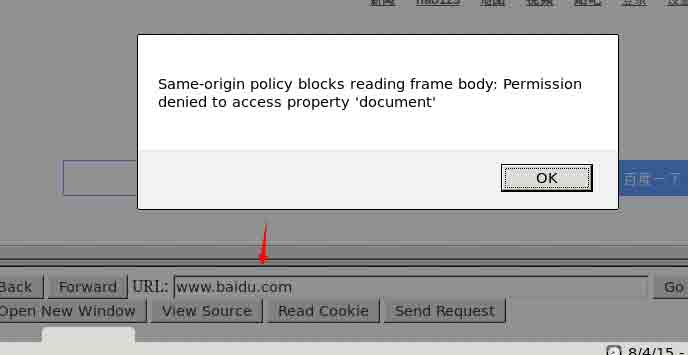 新闻 hao123 地图 视频 贴吧 登录
Same-origin policy blocks reading frame body: Permission
denied to access property 'document'
OK
百度一下
Back Forward URL: www.baidu.com Go
Open New Window View Source Read Cookie Send Request
8/4/15 -